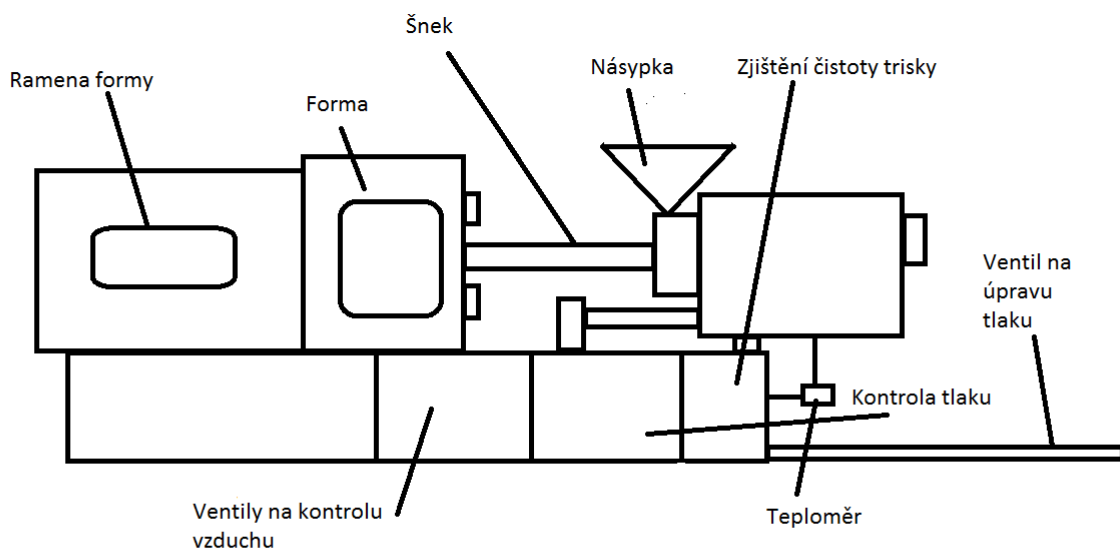 Šnek
Násypka
Zjištění čistoty trisky
Ramena formy
Forma
Ventil na
úpravu
tlaku
Kontrola tlaku
Ventily na kontrolu
vzduchu
Teploměr